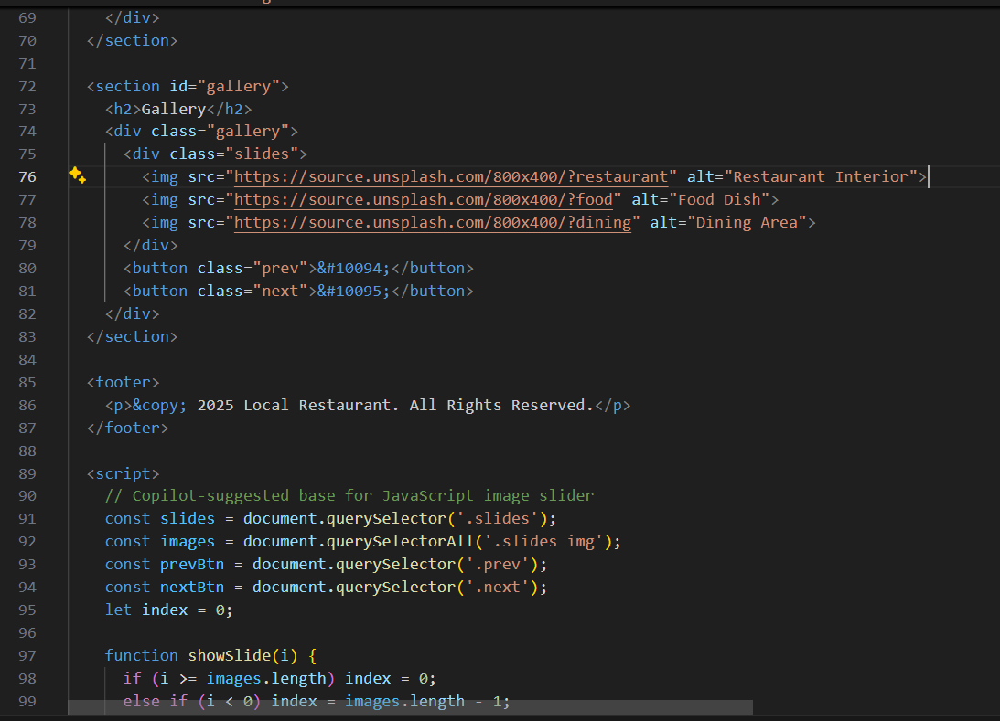 69 </div>
70 </section>
71
72 <section id="gallery">
73 <h2>Gallery</h2>
74 <div class="gallery">
75 <div class="slides">
76 <img src="https://source.unsplash.com/800x400/?restaurant" alt="Restaurant Interior">
77 <img src="https://source.unsplash.com/800x400/?food" alt="Food Dish">
78 <img src="https://source.unsplash.com/800x400/?dining" alt="Dining Area">
79 </div>
80 <button class="prev">&#10094;</button>
81 <button class="next">&#10095;</button>
82 </div>
83 </section>
84
85 <footer>
86 <p>&copy; 2025 Local Restaurant. All Rights Reserved.</p>
87 </footer>
88
89 <script>
90 // Copilot-suggested base for JavaScript image slider
91 const slides = document.querySelector('.slides');
92 const images = document.querySelectorAll('.slides img');
93 const prevBtn = document.querySelector('.prev');
94 const nextBtn = document.querySelector('.next');
95 let index = 0;
96
97 function showSlide(i) {
98 if (i >= images.length) index = 0;
99 else if (i < 0) index = images.length - 1;